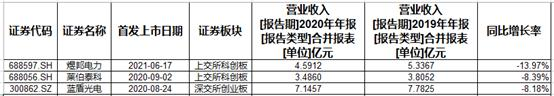 证券代码 证券名称 首发上市日期 证券板块 营业收入 [报告期]2020年年报 [报告类型]合并报表 [单位]亿元 营业收入 [报告期]2019年年报 [报告类型]合并报表 [单位]亿元 同比增长率
688597.SH 煜邦电力 2021-06-17 上交所科创板 4.5912 5.3367 -13.97%
688056.SH 莱伯泰科 2020-09-02 上交所科创板 3.4860 3.8052 -8.39%
300862.SZ 蓝盾光电 2020-08-24 深交所创业板 7.1457 7.7825 -8.18%